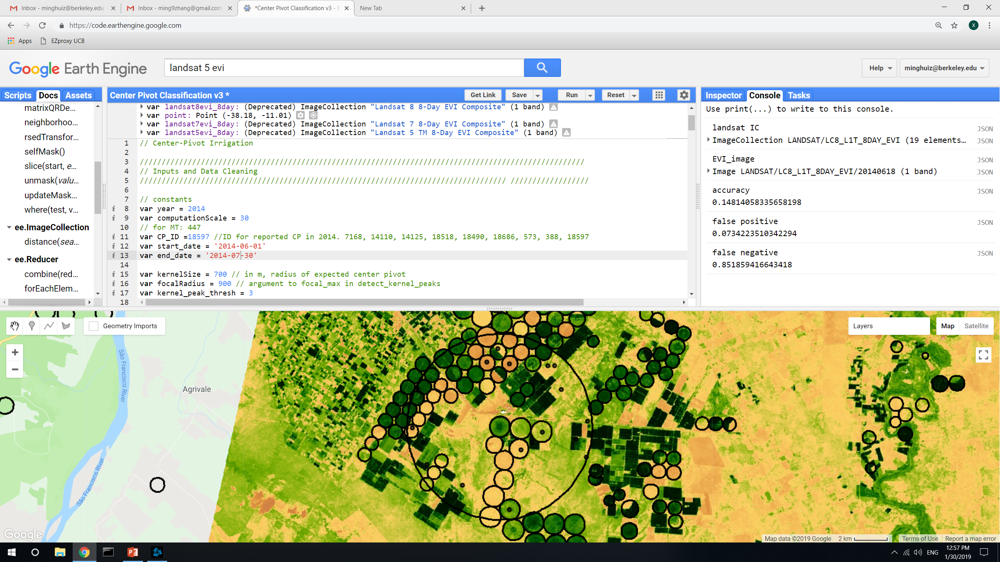 Inbox - minghuiz@berkeley.edu
Inbox - ming9zhang@gmail.com
*Center Pivot Classification v3 - E
New Tab
https://code.earthengine.google.com
X
Apps
EZproxy UCB
Google Earth Engine
landsat 5 evi
Help
minghuiz@berkeley.edu
Scripts Docs Assets
matrixQRDe...
neighborhoo...
rsedTransfor...
selfMask()
slice(start, e...
unmask(valu...
updateMask...
where(test, v...
ee.ImageCollection
distance(sea...
ee.Reducer
combine(red...
forEachElem...
Center Pivot Classification v3 *
Get Link Save Run Reset
var landsat8evi_8day: (Deprecated) ImageCollection "Landsat 8 8-Day EVI Composite" (1 band)
var point: Point (-38.18, -11.01)
var landsat7evi_8day: (Deprecated) ImageCollection "Landsat 7 8-Day EVI Composite" (1 band)
var landsat5evi_8day: (Deprecated) ImageCollection "Landsat 5 TM 8-Day EVI Composite" (1 band)
1 // Center-Pivot Irrigation
2
3 //////////////////////////////////////////////////////////////////////////////////////////////////////
4 // Inputs and Data Cleaning
5 //////////////////////////////////////////////////////////////////////////////////// //////////////////
6
7 // constants
i 8 var year = 2014
i 9 var computationScale = 30
10 // for MT: 447
i 11 var CP_ID =18597 //ID for reported CP in 2014. 7168, 14110, 14125, 18518, 18490, 18686, 573, 388, 18597
i 12 var start_date = '2014-06-01'
i 13 var end_date = '2014-07-30'
14
i 15 var kernelSize = 700 // in m, radius of expected center pivot
i 16 var focalRadius = 900 // argument to focal_max in detect_kernel_peaks
i 17 var kernel_peak_thresh = 3
18
Inspector Console Tasks
Use print(...) to write to this console.
landsat IC JSON
ImageCollection LANDSAT/LC8_L1T_8DAY_EVI (19 elements... JSON
EVI_image JSON
Image LANDSAT/LC8_L1T_8DAY_EVI/20140618 (1 band) JSON
accuracy JSON
0.14814058335658198
false positive JSON
0.0734223510342294
false negative JSON
0.851859416643418
Geometry Imports
Layers
Map Satellite
+
−
São Francisco River
Agrivale
São Francisco River
Google
Map data ©2019 Google 2 km Terms of Use Report a map error
ENG
12:57 PM
1/30/2019